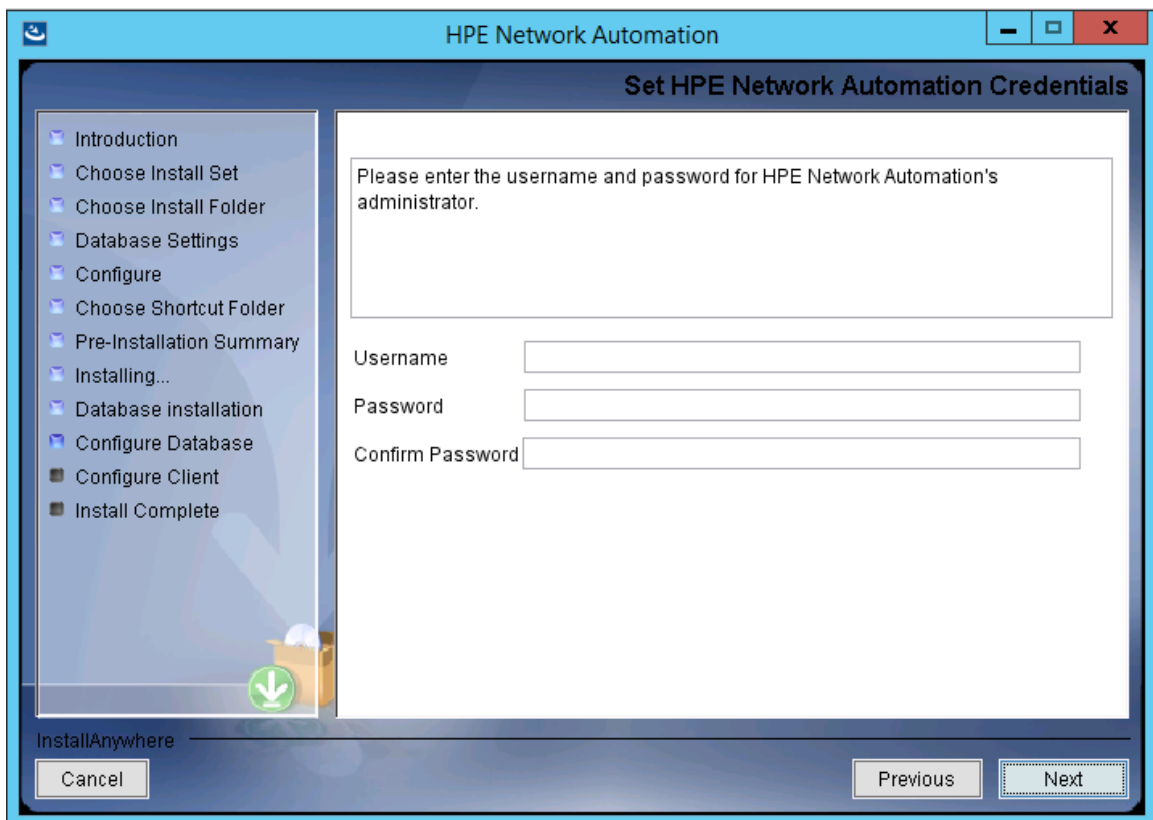 HPE Network Automation
Set HPE Network Automation Credentials
Introduction
Choose Install Set
Choose Install Folder
Database Settings
Configure
Choose Shortcut Folder
Pre-Installation Summary
Installing...
Database installation
Configure Database
Configure Client
Install Complete
Please enter the username and password for HPE Network Automation's
administrator.
Username
Password
Confirm Password
InstallAnywhere
Cancel
Previous
Next